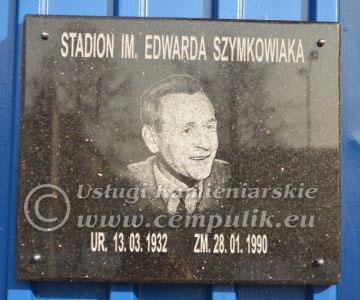 STADION IM. EDWARDA SZYMKOWIAKA
© Usługi Kamieniarskie
www.cempulik.eu
UR. 13.03.1932 ZM. 28.01.1990